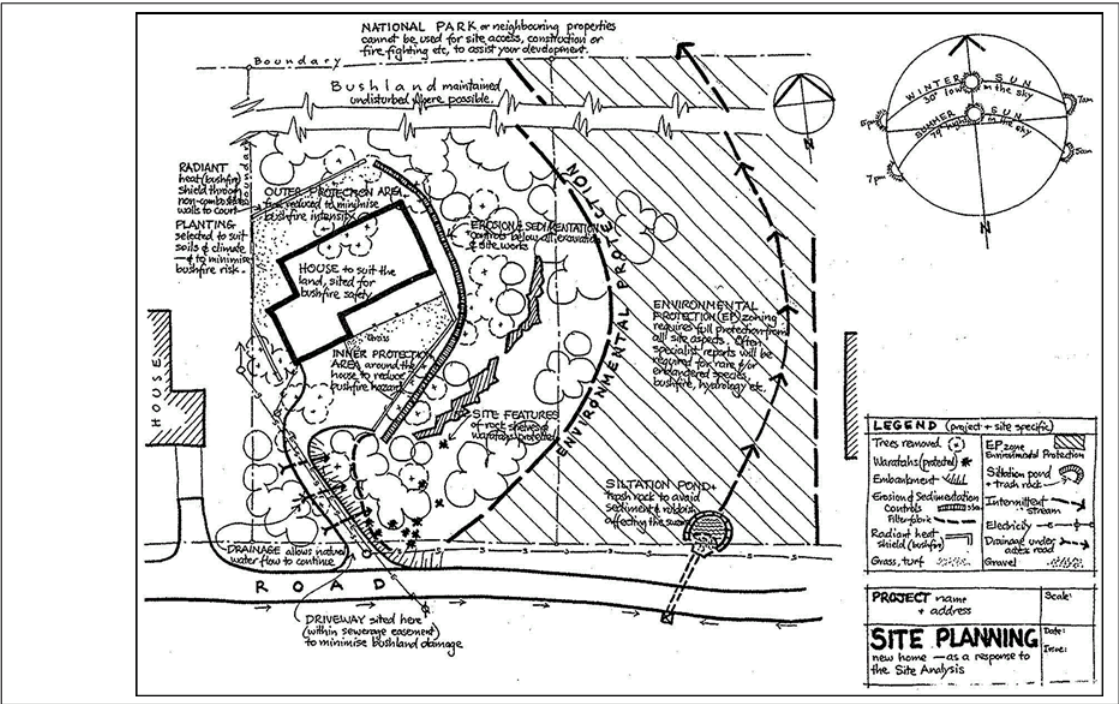 NATIONAL PARK or neighbouring properties
cannot be used for site access, construction or
fire fighting etc, to assist your development.
Boundary
Bushland maintained
undisturbed where possible.
WINTER SUN
30° low in the sky
SUMMER SUN
high in the sky
7am
5am
7pm
N
N
RADIANT
heat (bushfire)
shield through
non-combustible
walls to court
PLANTING
selected to suit
soils & climate
— & to minimise
bushfire risk.
OUTER PROTECTION AREA
fuel reduced to minimise
bushfire intensity
EROSION & SEDIMENTATION
controls below all excavation
& site works
HOUSE to suit the
land, sited for
bushfire safety
INNER PROTECTION
AREA around the
house to reduce
bushfire hazard
HOUSE
SITE FEATURES
of rock shelves &
waratahs protected
ENVIRONMENTAL PROTECTION
ENVIRONMENTAL
PROTECTION (EP) zoning
requires full protection from
all site aspects. Often
specialist reports will be
required for rare &/or
endangered species,
bushfire, hydrology etc.
SILTATION POND +
trash rack to avoid
sediment & rubbish
affecting the swamp
DRAINAGE allows natural
water flow to continue
ROAD
DRIVEWAY sited here
(within sewerage easement)
to minimise bushland damage
LEGEND (project + site specific)
Trees removed
Waratahs (protected)
Embankment
Erosion & Sedimentation
Controls
Filter fabric
Radiant heat
shield (bushfire)
Grass, turf
EP zone
Environmental Protection
Siltation pond
+ trash rack
Intermittent
stream
Electricity
Drainage under
road
Gravel
PROJECT name
+ address
Scale:
SITE PLANNING
new home — as a response to
the Site Analysis
Date:
Issue: